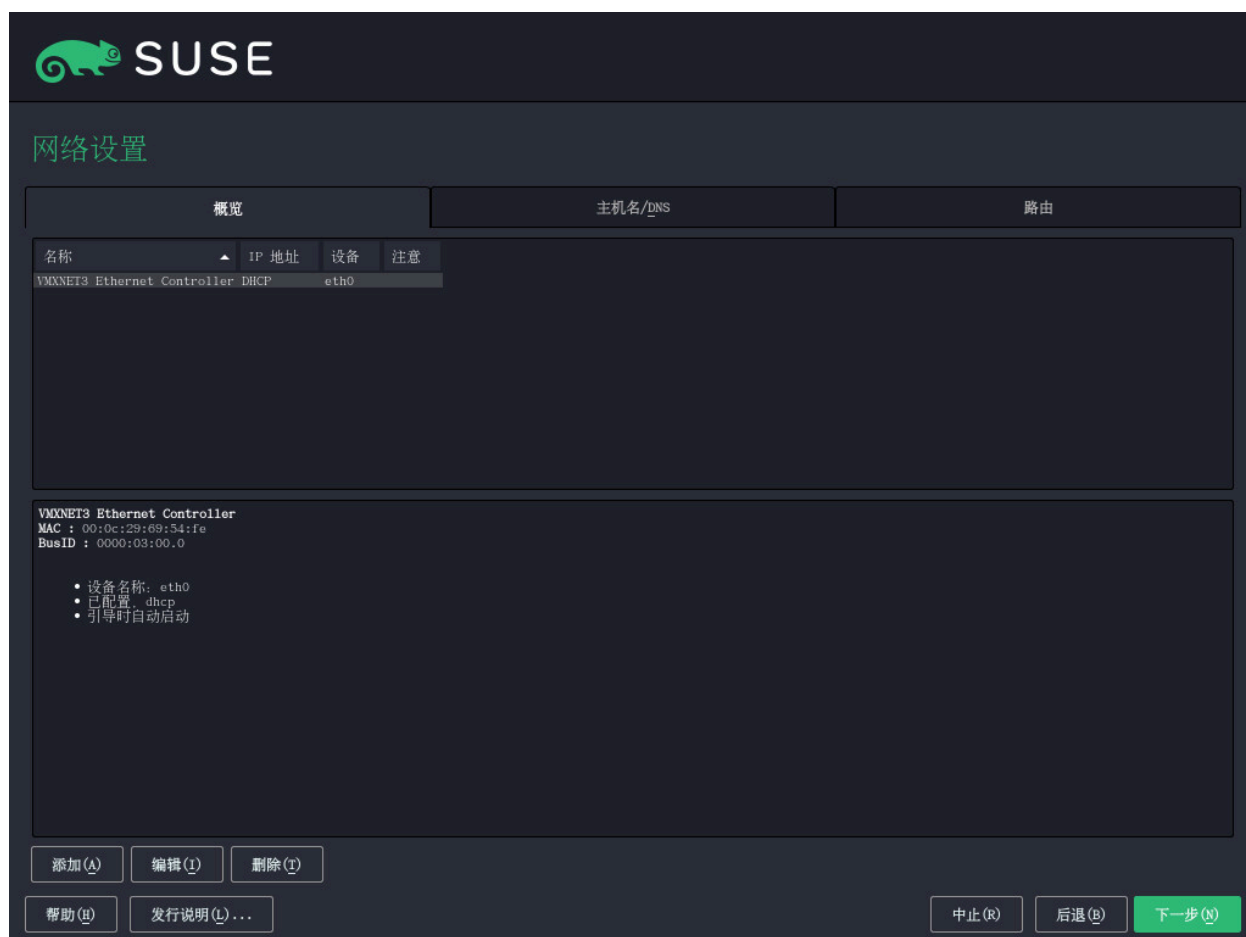 SUSE
网络设置
概览 主机名/DNS 路由
名称 IP 地址 设备 注意
VMXNET3 Ethernet Controller DHCP eth0
VMXNET3 Ethernet Controller
MAC : 00:0c:29:69:54:fe
BusID : 0000:03:00.0
• 设备名称: eth0
• 已配置, dhcp
• 引导时自动启动
添加(A) 编辑(I) 删除(T)
帮助(H) 发行说明(L)... 中止(R) 后退(B) 下一步(N)